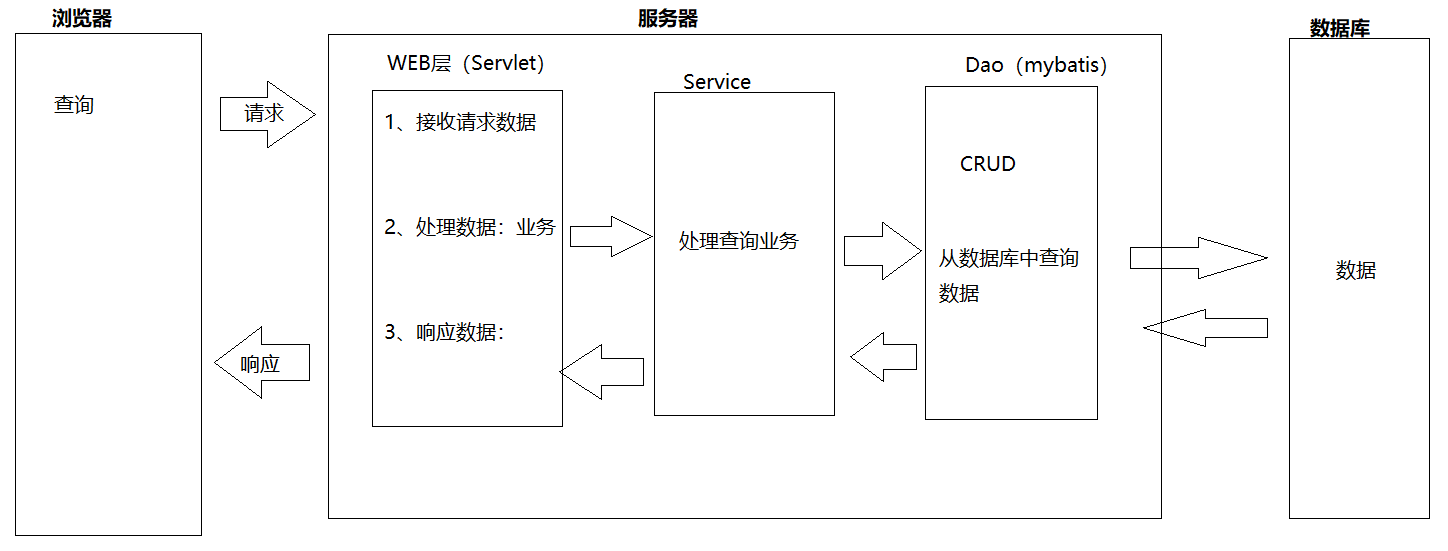 浏览器
服务器
数据库
查询
请求
响应
WEB层（Servlet）
1、接收请求数据
2、处理数据：业务
3、响应数据：
Service
处理查询业务
Dao（mybatis）
CRUD
从数据库中查询
数据
数据